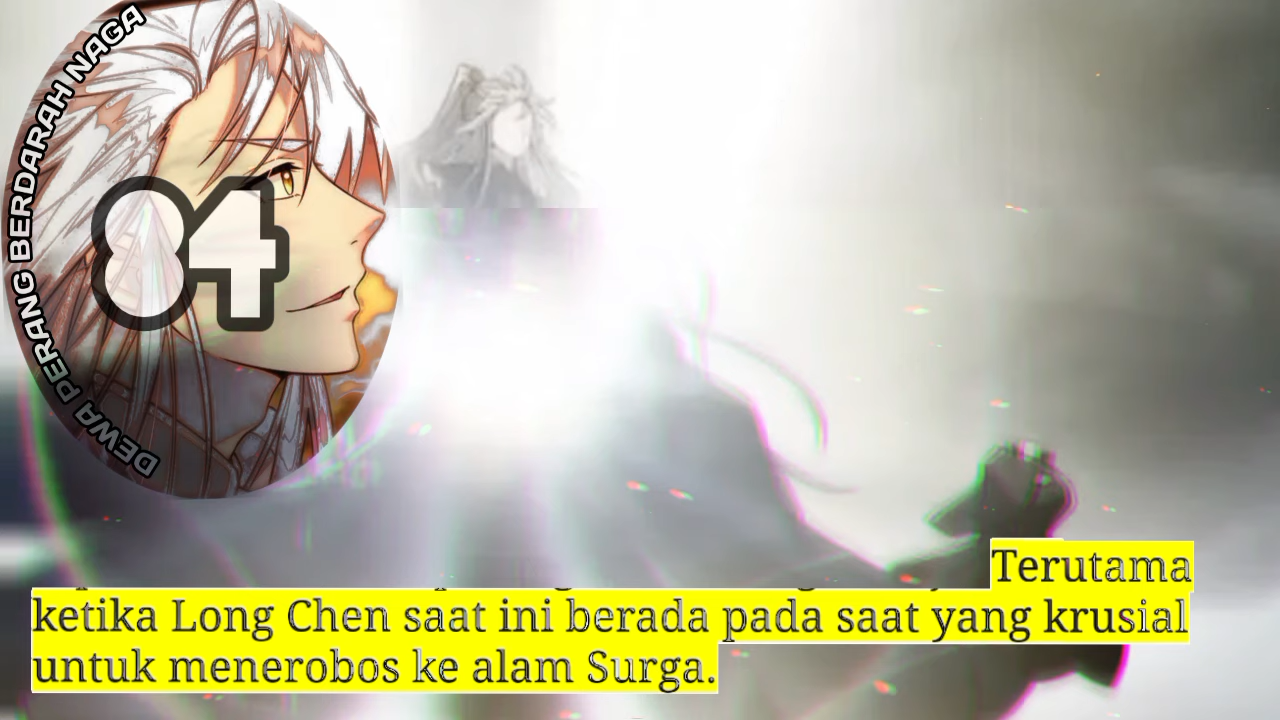 DEWA PERANG BERDARAH NAGA
84
Terutama
ketika Long Chen saat ini berada pada saat yang krusial
untuk menerobos ke alam Surga.